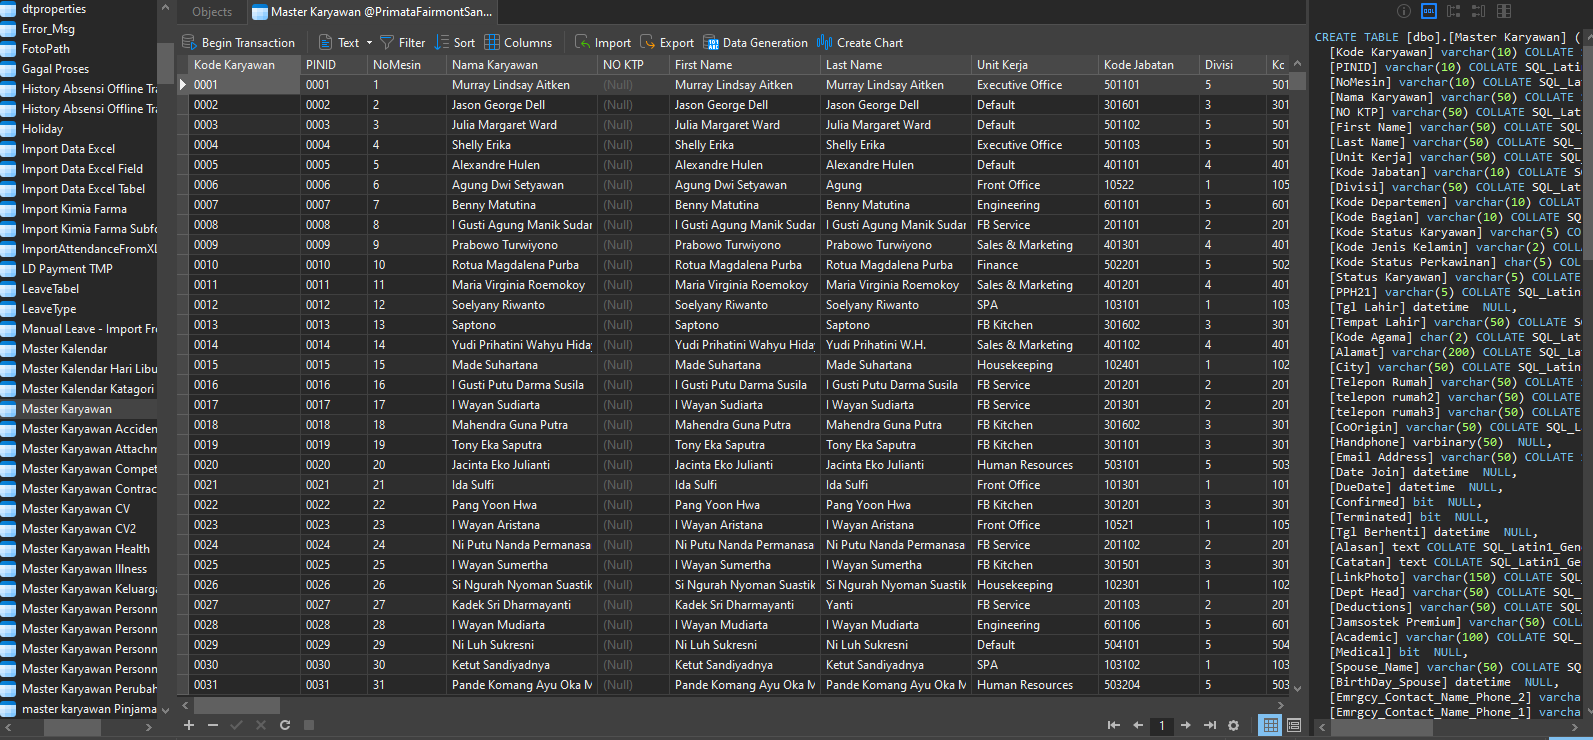 dtproperties
Error_Msg
FotoPath
Gagal Proses
History Absensi Offline Tra
History Absensi Offline Tra
Holiday
Import Data Excel
Import Data Excel Field
Import Data Excel Tabel
Import Kimia Farma
Import Kimia Farma Subfo
ImportAttendanceFromXL
LD Payment TMP
LeaveTabel
LeaveType
Manual Leave - Import Fro
Master Kalendar
Master Kalendar Hari Libu
Master Kalendar Katagori
Master Karyawan
Master Karyawan Acciden
Master Karyawan Attachm
Master Karyawan Compet
Master Karyawan Contrac
Master Karyawan CV
Master Karyawan CV2
Master Karyawan Health
Master Karyawan Illness
Master Karyawan Keluarga
Master Karyawan Personn
Master Karyawan Personn
Master Karyawan Personn
Master Karyawan Personn
Master Karyawan Perubah
master karyawan Pinjama
Objects Master Karyawan @PrimataFairmontSan...
Begin Transaction Text Filter Sort Columns Import Export Data Generation Create Chart
Kode Karyawan PINID NoMesin Nama Karyawan NO KTP First Name Last Name Unit Kerja Kode Jabatan Divisi Kc
0001 0001 1 Murray Lindsay Aitken (Null) Murray Lindsay Aitken Murray Lindsay Aitken Executive Office 501101 5 501
0002 0002 2 Jason George Dell (Null) Jason George Dell Jason George Dell Default 301601 3 301
0003 0003 3 Julia Margaret Ward (Null) Julia Margaret Ward Julia Margaret Ward Default 501102 5 501
0004 0004 4 Shelly Erika (Null) Shelly Erika Shelly Erika Executive Office 501103 5 501
0005 0005 5 Alexandre Hulen (Null) Alexandre Hulen Alexandre Hulen Default 401101 4 401
0006 0006 6 Agung Dwi Setyawan (Null) Agung Dwi Setyawan Agung Front Office 10522 1 105
0007 0007 7 Benny Matutina (Null) Benny Matutina Benny Matutina Engineering 601101 5 601
0008 0008 8 I Gusti Agung Manik Sudar (Null) I Gusti Agung Manik Sudar I Gusti Agung Manik Sudar FB Service 201101 2 201
0009 0009 9 Prabowo Turwiyono (Null) Prabowo Turwiyono Prabowo Turwiyono Sales & Marketing 401301 4 401
0010 0010 10 Rotua Magdalena Purba (Null) Rotua Magdalena Purba Rotua Magdalena Purba Finance 502201 5 502
0011 0011 11 Maria Virginia Roemokoy (Null) Maria Virginia Roemokoy Maria Virginia Roemokoy Sales & Marketing 401201 4 401
0012 0012 12 Soelyany Riwanto (Null) Soelyany Riwanto Soelyany Riwanto SPA 103101 1 103
0013 0013 13 Saptono (Null) Saptono Saptono FB Kitchen 301602 3 301
0014 0014 14 Yudi Prihatini Wahyu Hiday (Null) Yudi Prihatini Wahyu Hiday Yudi Prihatini W.H. Sales & Marketing 401102 4 401
0015 0015 15 Made Suhartana (Null) Made Suhartana Made Suhartana Housekeeping 102401 1 102
0016 0016 16 I Gusti Putu Darma Susila (Null) I Gusti Putu Darma Susila I Gusti Putu Darma Susila FB Service 201201 2 201
0017 0017 17 I Wayan Sudiarta (Null) I Wayan Sudiarta I Wayan Sudiarta FB Service 201301 2 201
0018 0018 18 Mahendra Guna Putra (Null) Mahendra Guna Putra Mahendra Guna Putra FB Kitchen 301602 3 301
0019 0019 19 Tony Eka Saputra (Null) Tony Eka Saputra Tony Eka Saputra FB Kitchen 301101 3 301
0020 0020 20 Jacinta Eko Julianti (Null) Jacinta Eko Julianti Jacinta Eko Julianti Human Resources 503101 5 503
0021 0021 21 Ida Sulfi (Null) Ida Sulfi Ida Sulfi Front Office 101301 1 101
0022 0022 22 Pang Yoon Hwa (Null) Pang Yoon Hwa Pang Yoon Hwa FB Kitchen 301201 3 301
0023 0023 23 I Wayan Aristana (Null) I Wayan Aristana I Wayan Aristana Front Office 10521 1 105
0024 0024 24 Ni Putu Nanda Permanasa (Null) Ni Putu Nanda Permanasa Ni Putu Nanda Permanasa FB Service 201102 2 201
0025 0025 25 I Wayan Sumertha (Null) I Wayan Sumertha I Wayan Sumertha FB Kitchen 301501 3 301
0026 0026 26 Si Ngurah Nyoman Suastik (Null) Si Ngurah Nyoman Suastik Si Ngurah Nyoman Suastik Housekeeping 102301 1 102
0027 0027 27 Kadek Sri Dharmayanti (Null) Kadek Sri Dharmayanti Yanti FB Service 201103 2 201
0028 0028 28 I Wayan Mudiarta (Null) I Wayan Mudiarta I Wayan Mudiarta Engineering 601106 5 601
0029 0029 29 Ni Luh Sukresni (Null) Ni Luh Sukresni Ni Luh Sukresni Default 504101 5 504
0030 0030 30 Ketut Sandiyadnya (Null) Ketut Sandiyadnya Ketut Sandiyadnya SPA 103102 1 103
0031 0031 31 Pande Komang Ayu Oka M (Null) Pande Komang Ayu Oka M Pande Komang Ayu Oka M Human Resources 503204 5 503
1
CREATE TABLE [dbo].[Master Karyawan] (
[Kode Karyawan] varchar(10) COLLATE S
[PINID] varchar(10) COLLATE SQL_Lati
[NoMesin] varchar(10) COLLATE SQL_La
[Nama Karyawan] varchar(50) COLLATE S
[NO KTP] varchar(50) COLLATE SQL_Lat
[First Name] varchar(50) COLLATE SQL_
[Last Name] varchar(50) COLLATE SQL_
[Unit Kerja] varchar(50) COLLATE SQL_
[Kode Jabatan] varchar(10) COLLATE S
[Divisi] varchar(50) COLLATE SQL_Lat
[Kode Departemen] varchar(10) COLLAT
[Kode Bagian] varchar(10) COLLATE SQ
[Kode Status Karyawan] varchar(5) CO
[Kode Jenis Kelamin] varchar(2) COLL
[Kode Status Perkawinan] char(5) COL
[Status Karyawan] varchar(5) COLLATE
[PPH21] varchar(5) COLLATE SQL_Latin
[Tgl Lahir] datetime NULL,
[Tempat Lahir] varchar(50) COLLATE S
[Kode Agama] char(2) COLLATE SQL_Lat
[Alamat] varchar(200) COLLATE SQL_La
[City] varchar(50) COLLATE SQL_Latin
[Telepon Rumah] varchar(50) COLLATE
[telepon rumah2] varchar(50) COLLATE
[telepon rumah3] varchar(50) COLLATE
[CoOrigin] varchar(50) COLLATE SQL_L
[Handphone] varbinary(50) NULL,
[Email Address] varchar(50) COLLATE
[Date Join] datetime NULL,
[DueDate] datetime NULL,
[Confirmed] bit NULL,
[Terminated] bit NULL,
[Tgl Berhenti] datetime NULL,
[Alasan] text COLLATE SQL_Latin1_Gen
[Catatan] text COLLATE SQL_Latin1_Ge
[LinkPhoto] varchar(150) COLLATE SQL
[Dept Head] varchar(50) COLLATE SQL_
[Deductions] varchar(50) COLLATE SQL
[Jamsostek Premium] varchar(50) COLL
[Academic] varchar(100) COLLATE SQL_
[Medical] bit NULL,
[Spouse_Name] varchar(50) COLLATE SQ
[BirthDay_Spouse] datetime NULL,
[Emrgcy_Contact_Name_Phone_2] varcha
[Emrgcy_Contact_Name_Phone_1] varcha